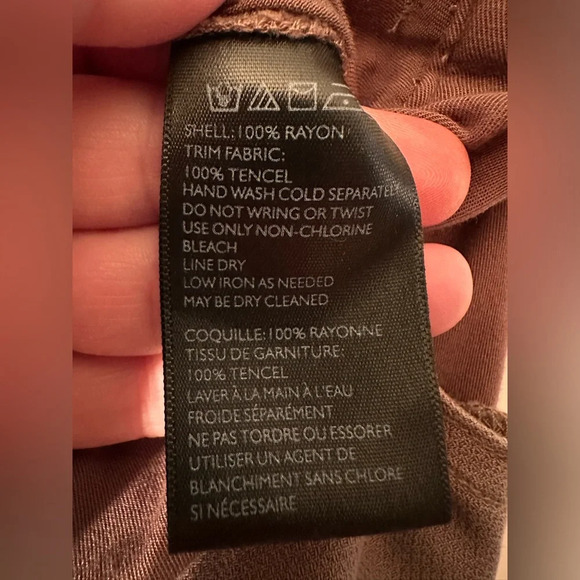 SHELL: 100% RAYON
TRIM FABRIC:
100% TENCEL
HAND WASH COLD SEPARATELY
DO NOT WRING OR TWIST
USE ONLY NON-CHLORINE
BLEACH
LINE DRY
LOW IRON AS NEEDED
MAY BE DRY CLEANED
COQUILLE: 100% RAYONNE
TISSU DE GARNITURE:
100% TENCEL
LAVER À LA MAIN À L'EAU
FROIDE SÉPARÉMENT
NE PAS TORDRE OU ESSORER
UTILISER UN AGENT DE
BLANCHIMENT SANS CHLORE
SI NÉCESSAIRE